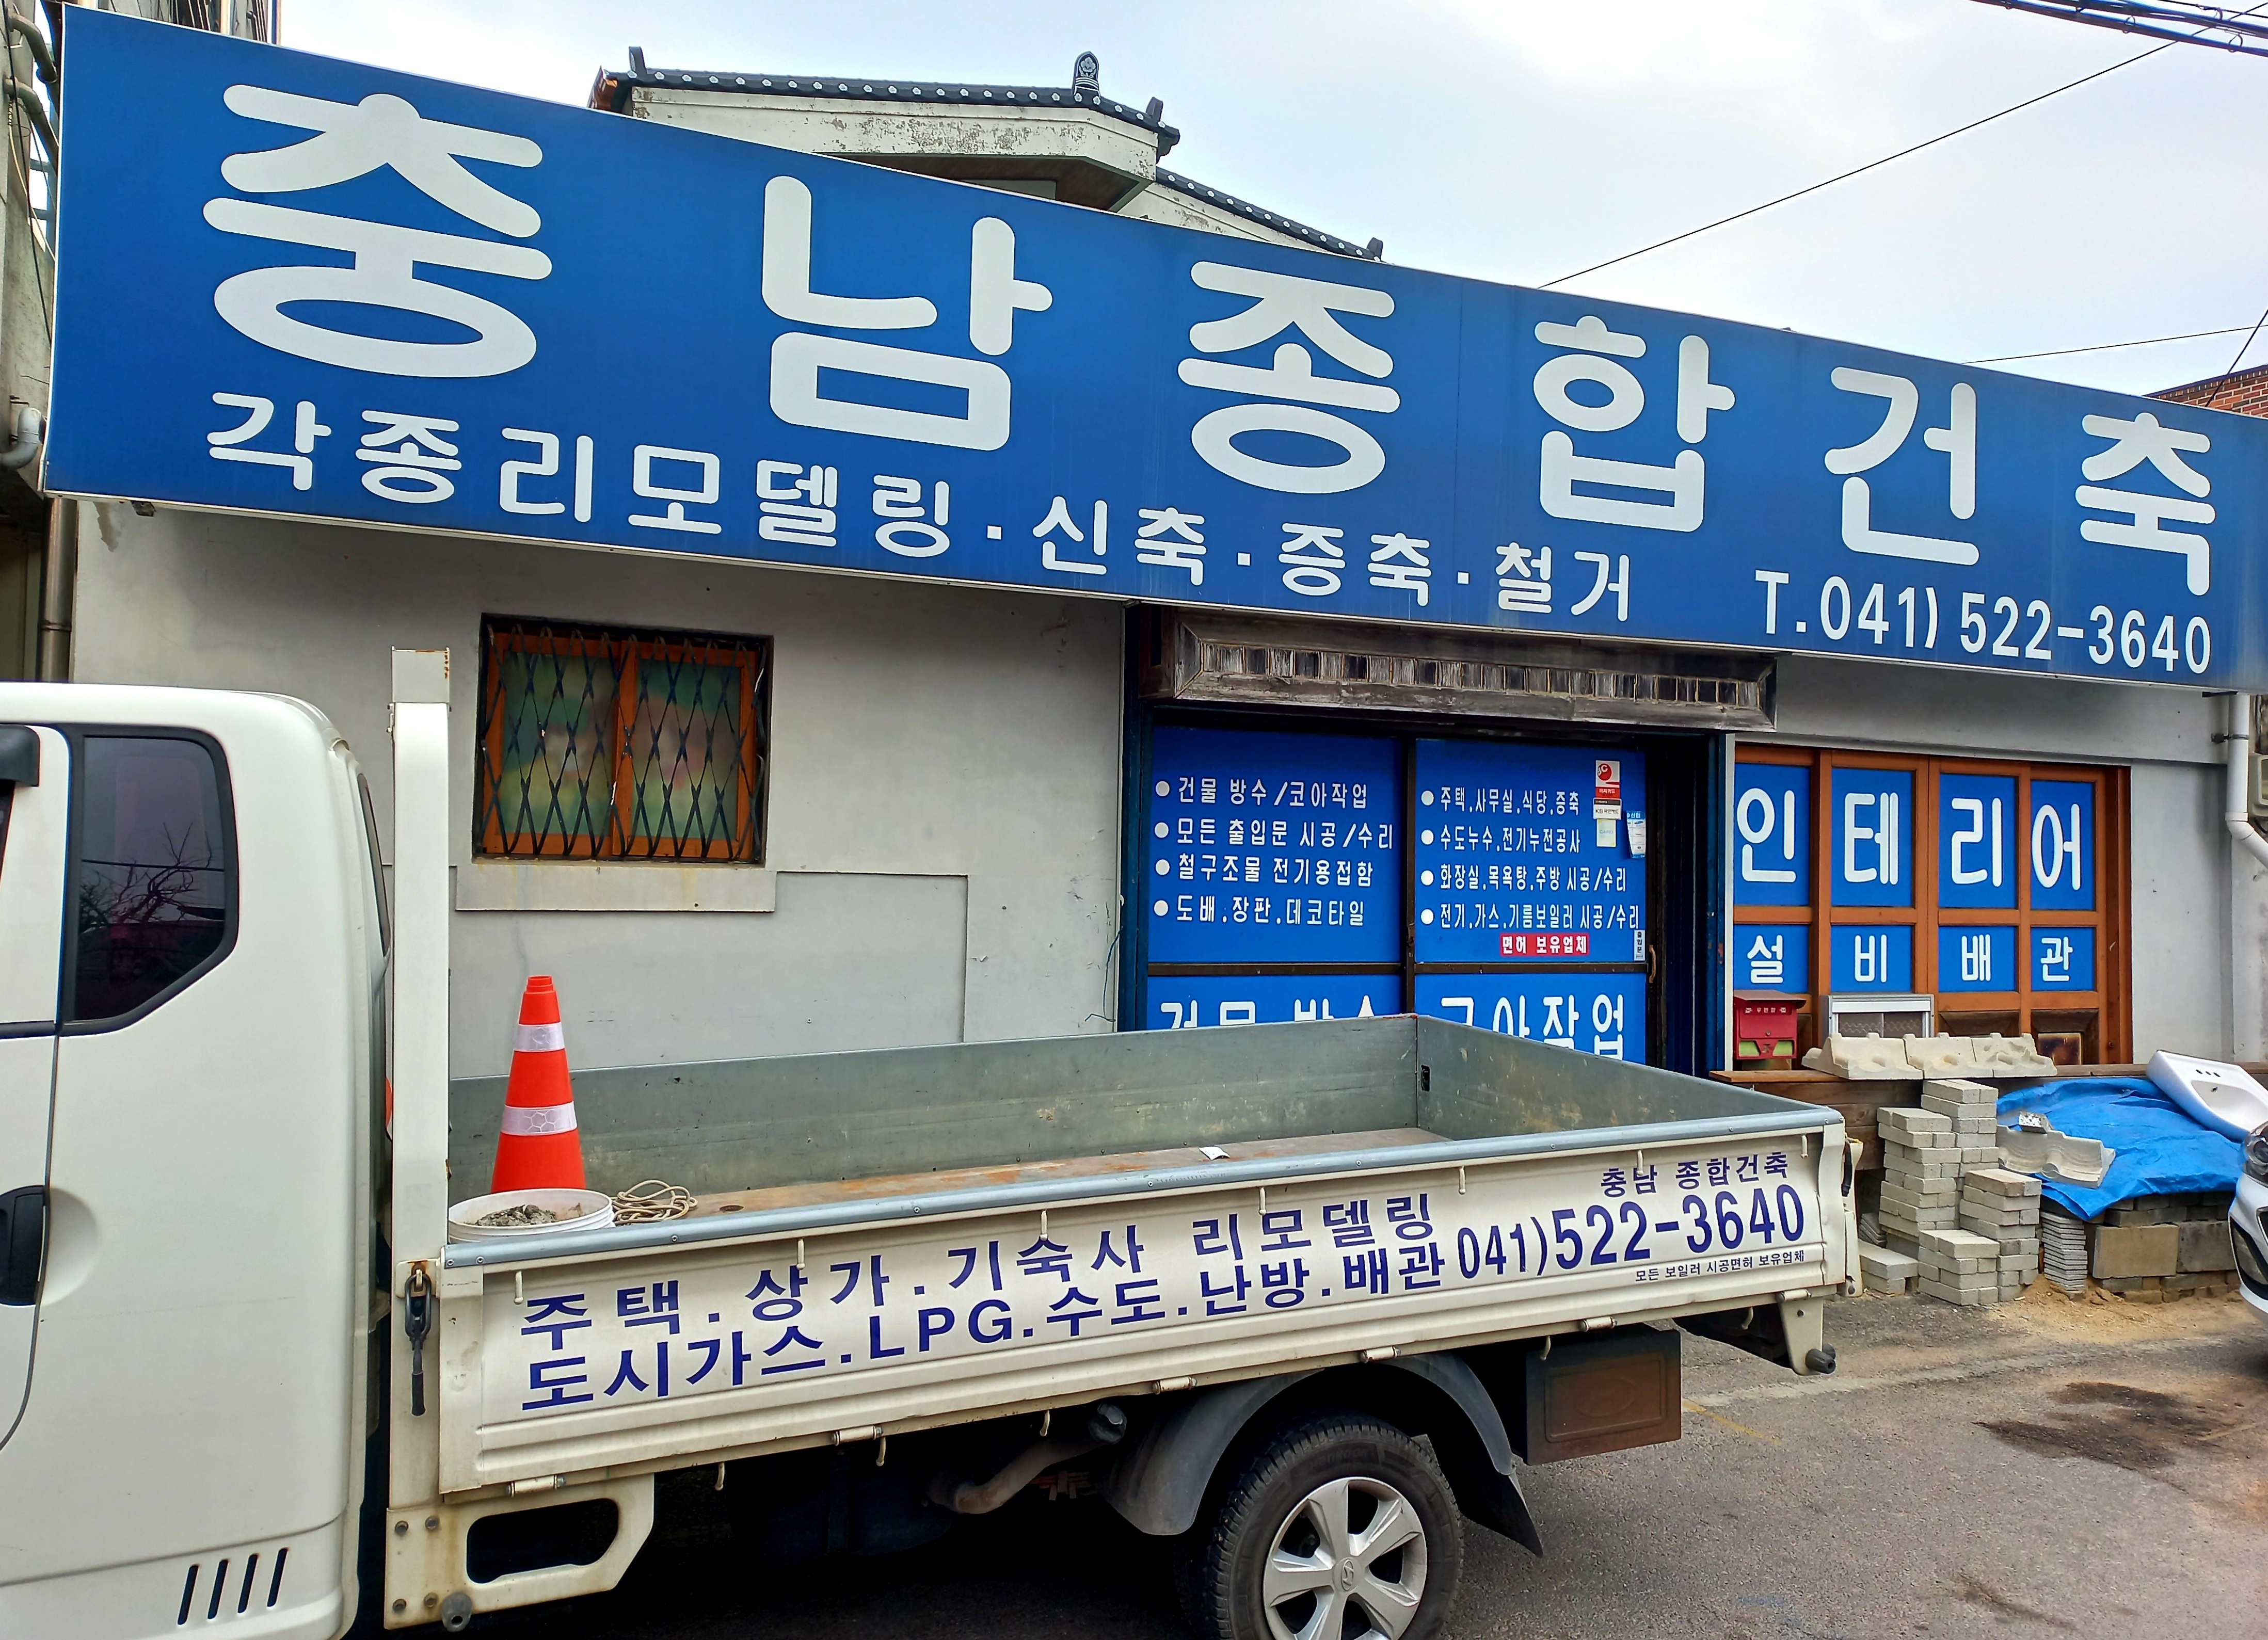 충남종합건축
각종리모델링·신축·증축·철거 T.041) 522-3640
● 건물 방수/코아작업
● 모든 출입문 시공/수리
● 철구조물 전기용접함
● 도배.장판.데코타일
● 주택.사무실.식당.증축
● 수도누수.전기누전공사
● 화장실.목욕탕.주방 시공/수리
● 전기.가스.기름보일러 시공/수리
면허 보유업체
출입문
건물 방수 코아작업
인테리어
설비배관
충남 종합건축
주택.상가.기숙사 리모델링
도시가스.LPG.수도.난방.배관 041)522-3640
모든 보일러 시공면허 보유업체